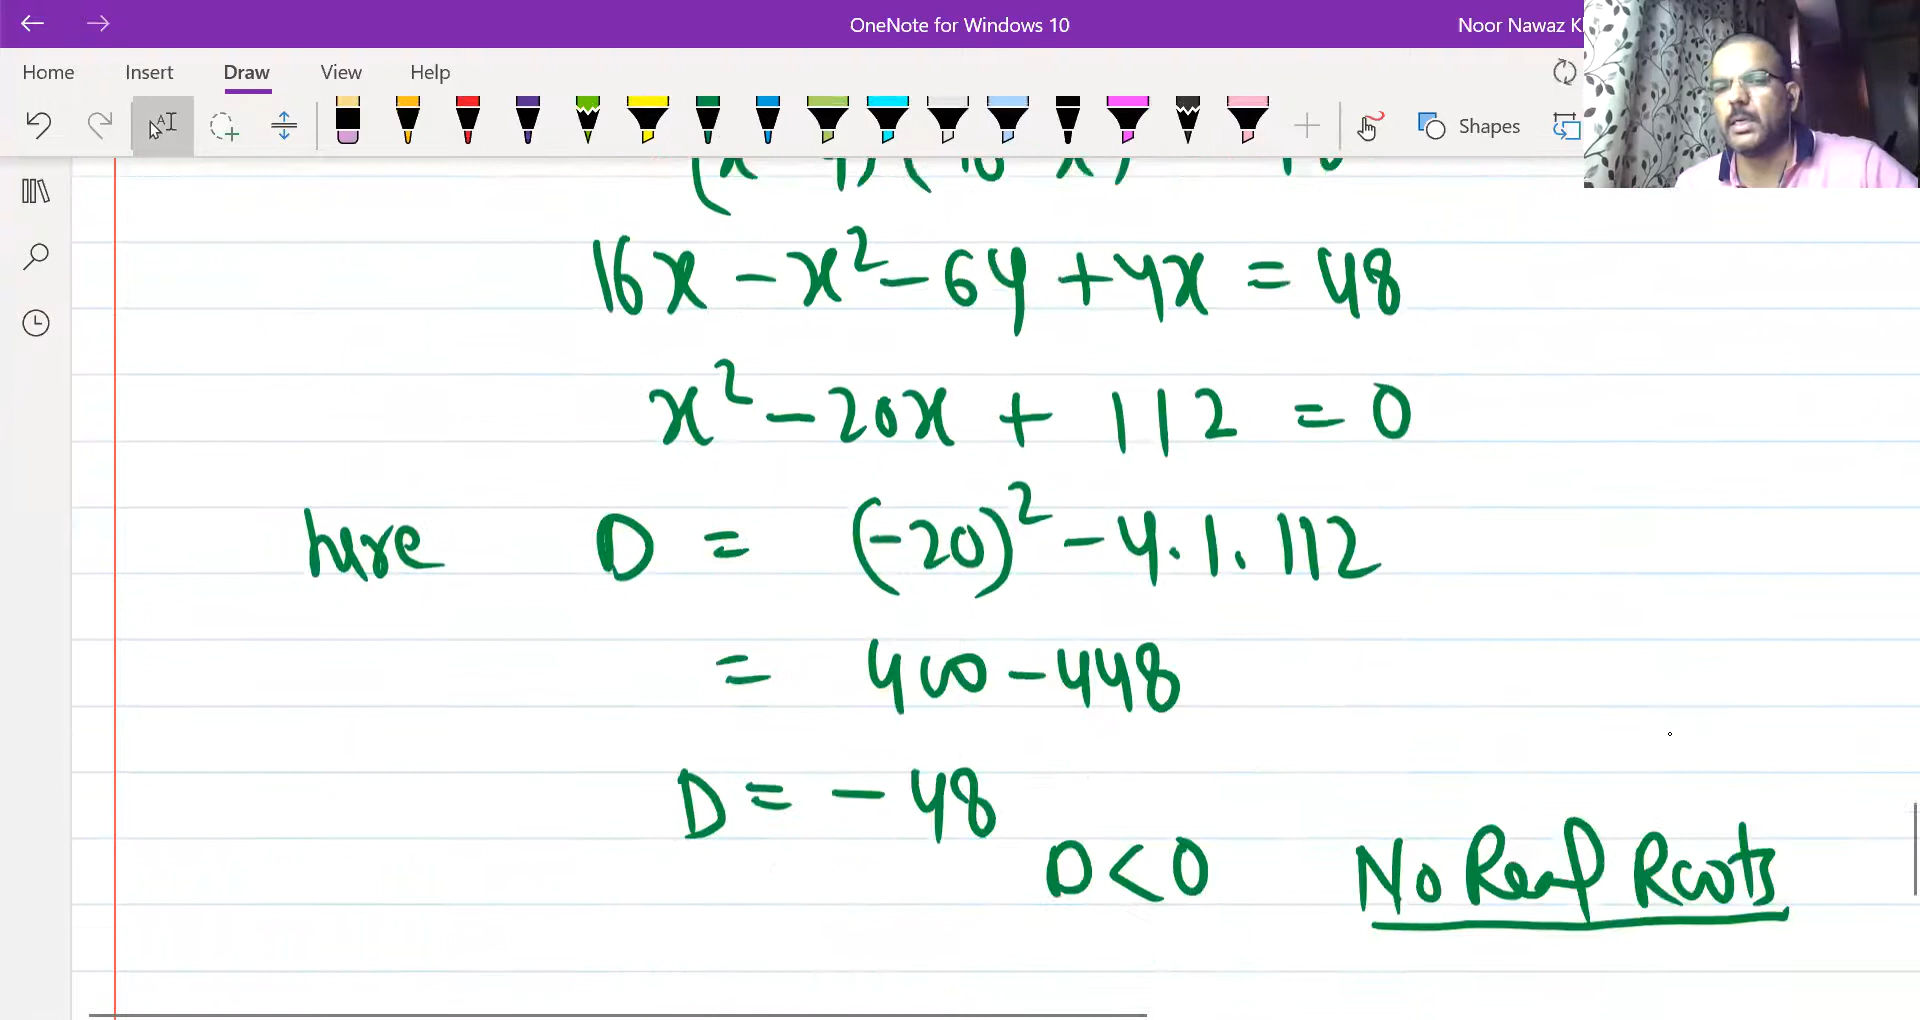 OneNote for Windows 10
Noor Nawaz K
Home Insert Draw View Help
Shapes
16x - x² - 64 + 4x = 48
x² - 20x + 112 = 0
here D = (-20)² - 4.1.112
= 400 - 448
D = - 48
D < 0 No Real Roots